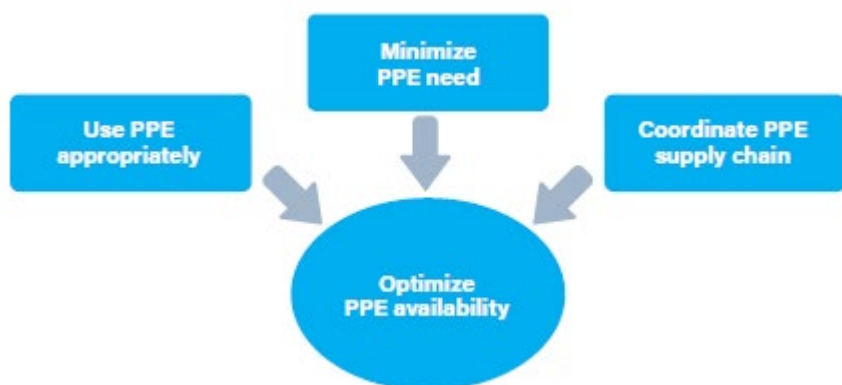 Minimize
PPE need
Use PPE
appropriately
Coordinate PPE
supply chain
Optimize
PPE availability